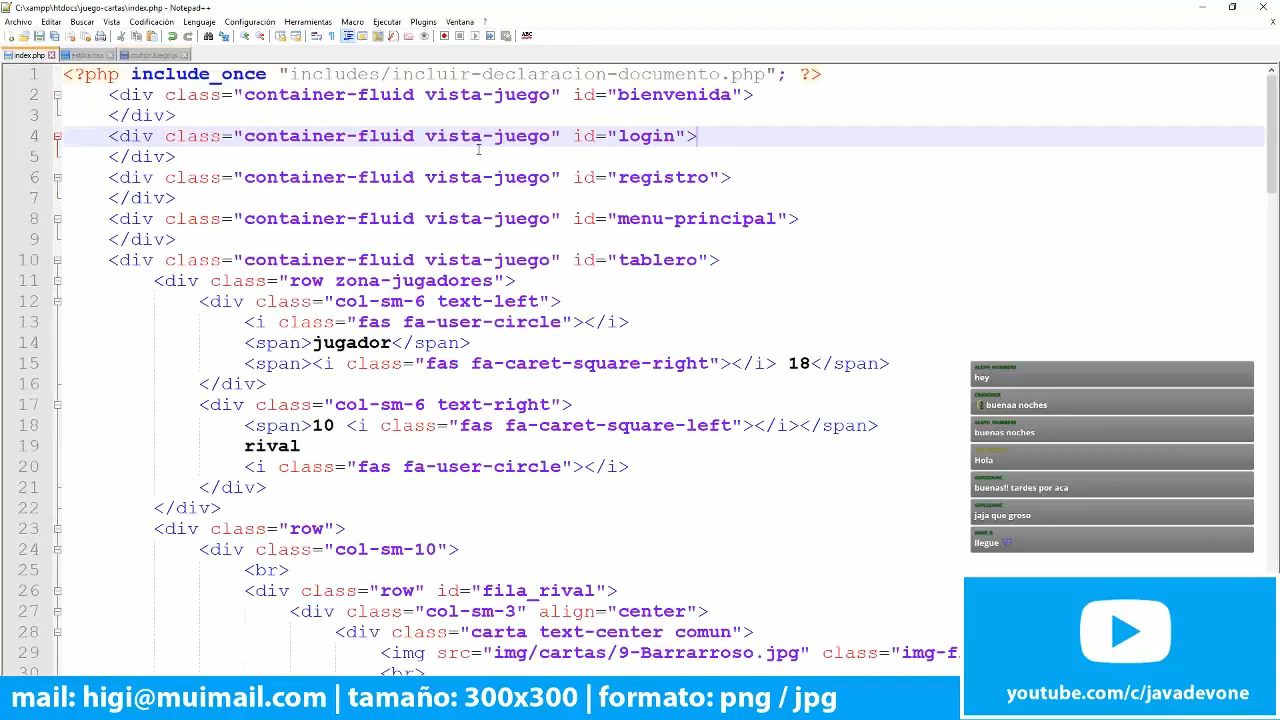 C:\xampp\htdocs\juego-cartas\index.php - Notepad++
Archivo Editar Buscar Vista Codificación Lenguaje Configuración Herramientas Macro Ejecutar Plugins Ventana ?
index.php estilos.css
1 <?php include_once "includes/incluir-declaracion-documento.php"; ?>
2 <div class="container-fluid vista-juego" id="bienvenida">
3 </div>
4 <div class="container-fluid vista-juego" id="login">
5 </div>
6 <div class="container-fluid vista-juego" id="registro">
7 </div>
8 <div class="container-fluid vista-juego" id="menu-principal">
9 </div>
10 <div class="container-fluid vista-juego" id="tablero">
11 <div class="row zona-jugadores">
12 <div class="col-sm-6 text-left">
13 <i class="fas fa-user-circle"></i>
14 <span>jugador</span>
15 <span><i class="fas fa-caret-square-right"></i> 18</span>
16 </div>
17 <div class="col-sm-6 text-right">
18 <span>10 <i class="fas fa-caret-square-left"></i></span>
19 rival
20 <i class="fas fa-user-circle"></i>
21 </div>
22 </div>
23 <div class="row">
24 <div class="col-sm-10">
25 <br>
26 <div class="row" id="fila_rival">
27 <div class="col-sm-3" align="center">
28 <div class="carta text-center comun">
29 <img src="img/cartas/9-Barrarroso.jpg" class="img-f
30 <br>
hey
buenaa noches
buenas noches
Hola
buenas!! tardes por aca
jaja que groso
llegue
youtube.com/c/javadevone
mail: higi@muimail.com | tamaño: 300x300 | formato: png / jpg